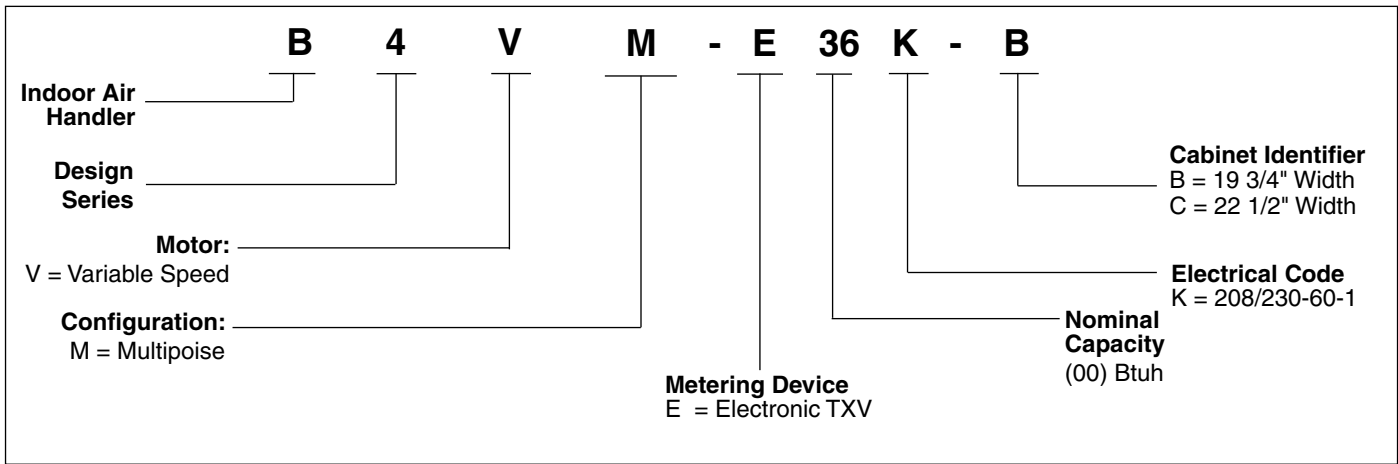 B 4 V M - E 36 K - B
Indoor Air
Handler
Design
Series
Motor:
V = Variable Speed
Configuration:
M = Multipoise
Metering Device
E = Electronic TXV
Nominal
Capacity
(00) Btuh
Electrical Code
K = 208/230-60-1
Cabinet Identifier
B = 19 3/4" Width
C = 22 1/2" Width